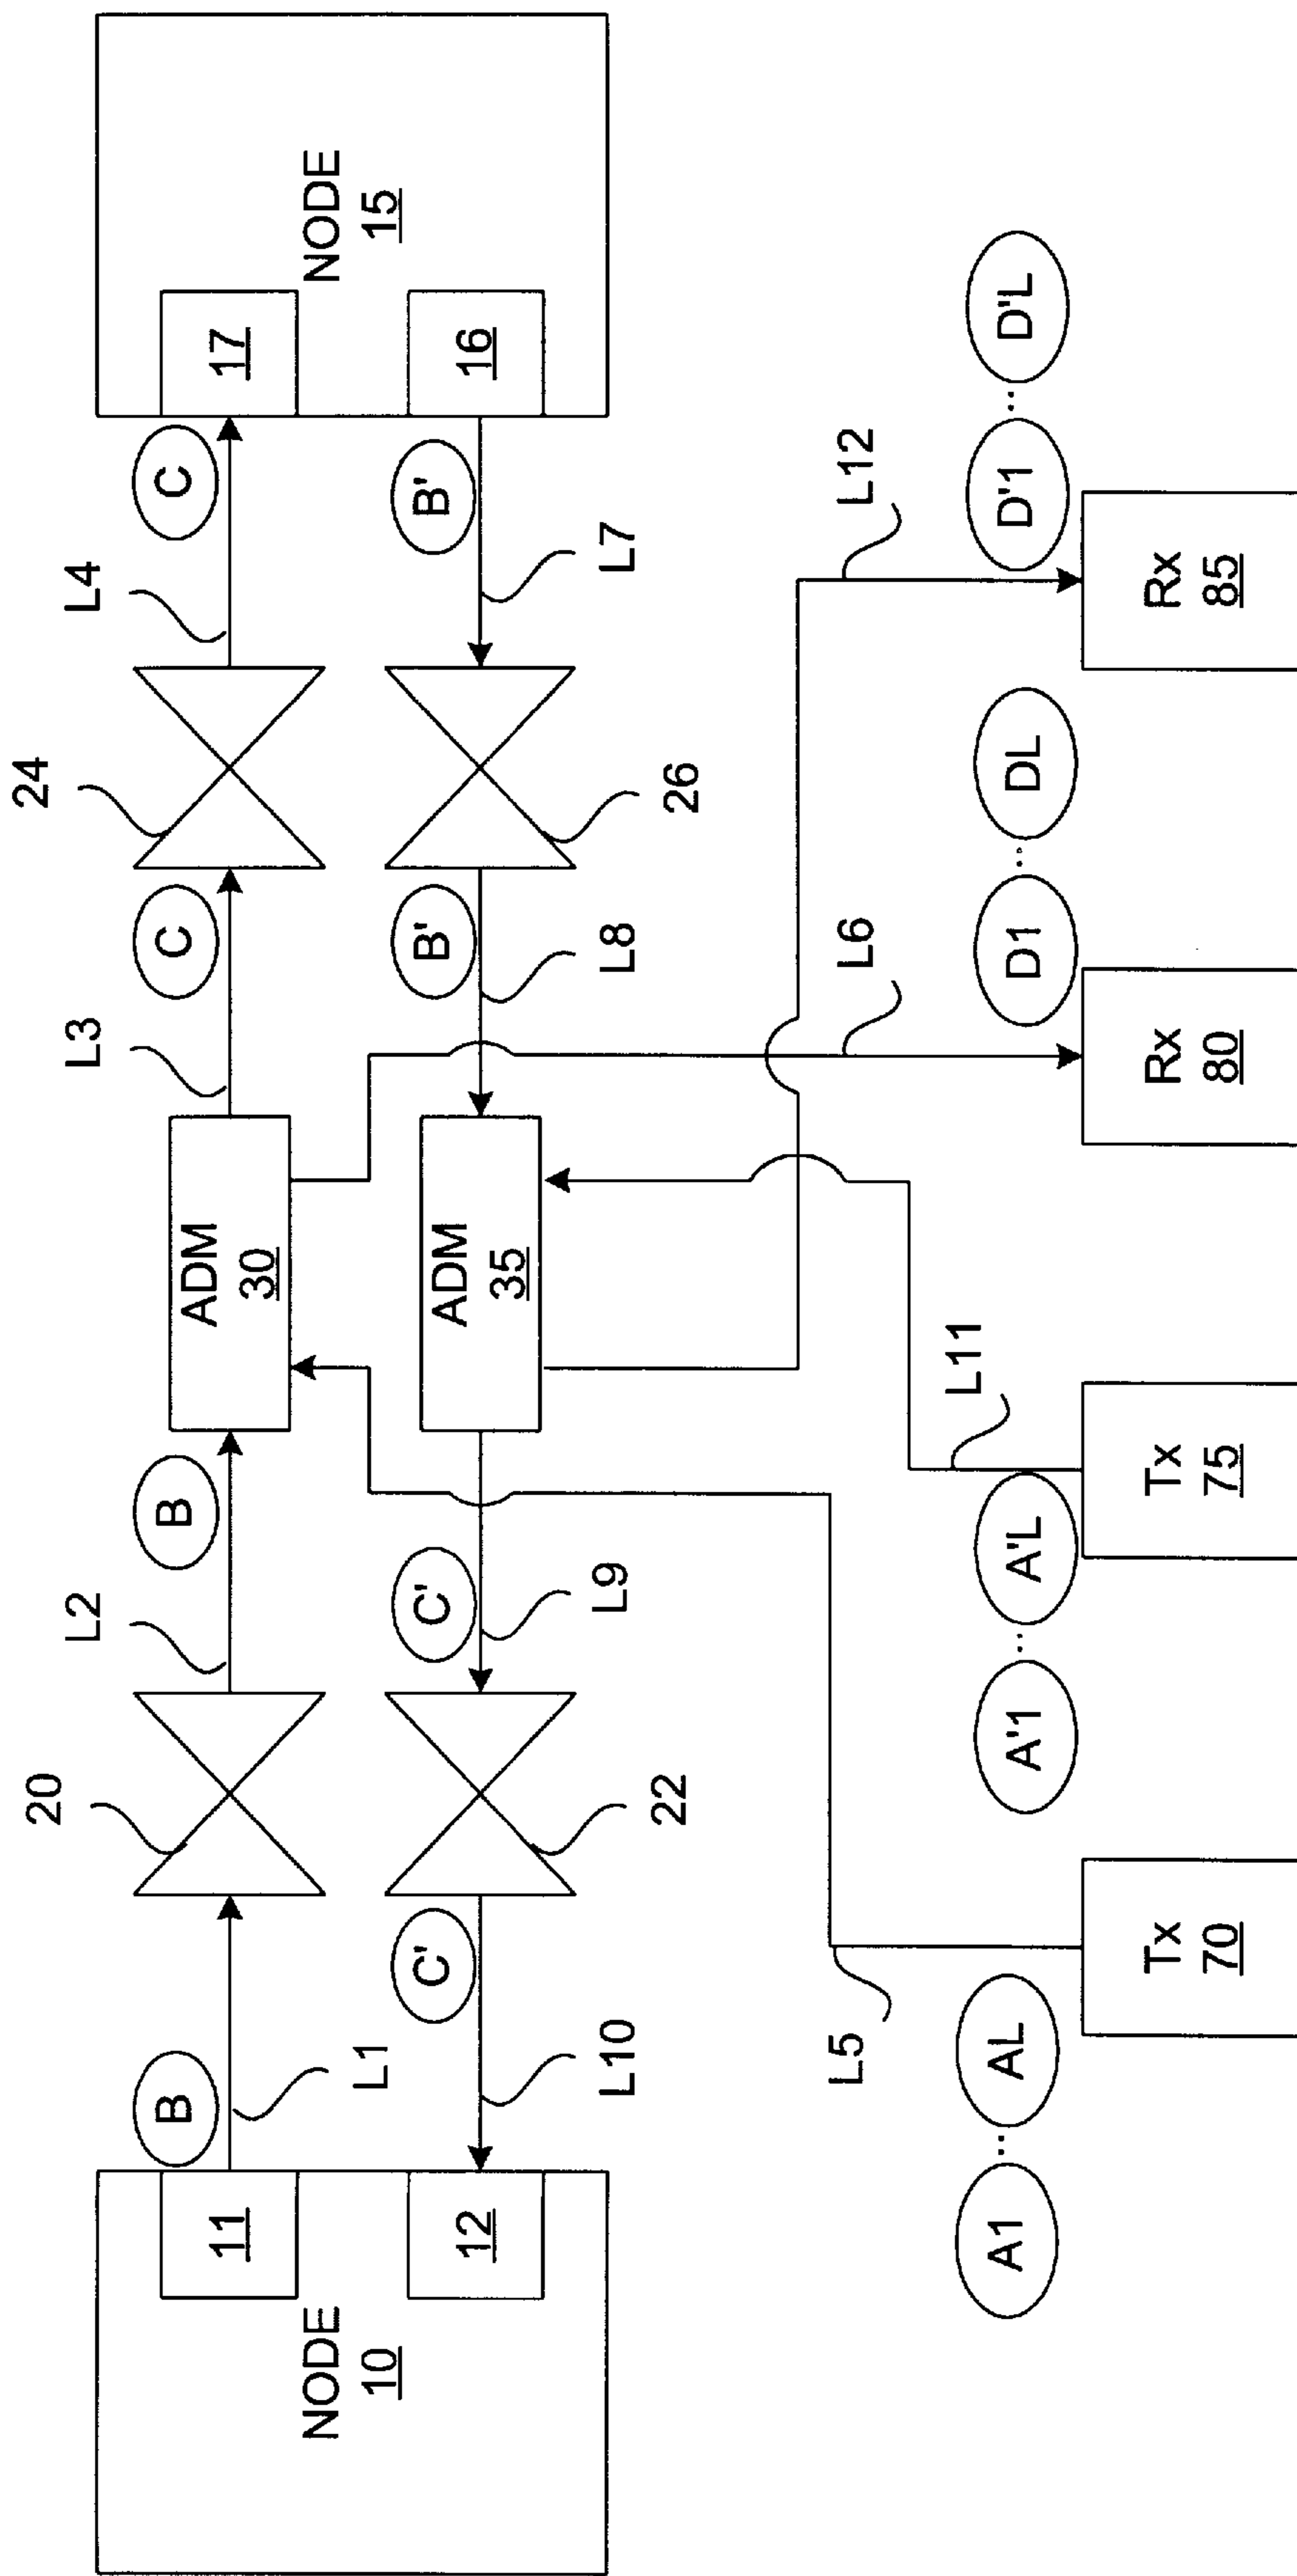 20
L2
L3
24
L4
B
L1
B
C
C
11
ADM
30
17
NODE
10
NODE
15
12
C'
C'
ADM
35
B'
B'
16
L10
22
L9
L8
26
L7
L5
L11
L6
L12
A1
...
AL
A'1
...
A'L
D1
...
DL
D'1
...
D'L
Tx
70
Tx
75
Rx
80
Rx
85